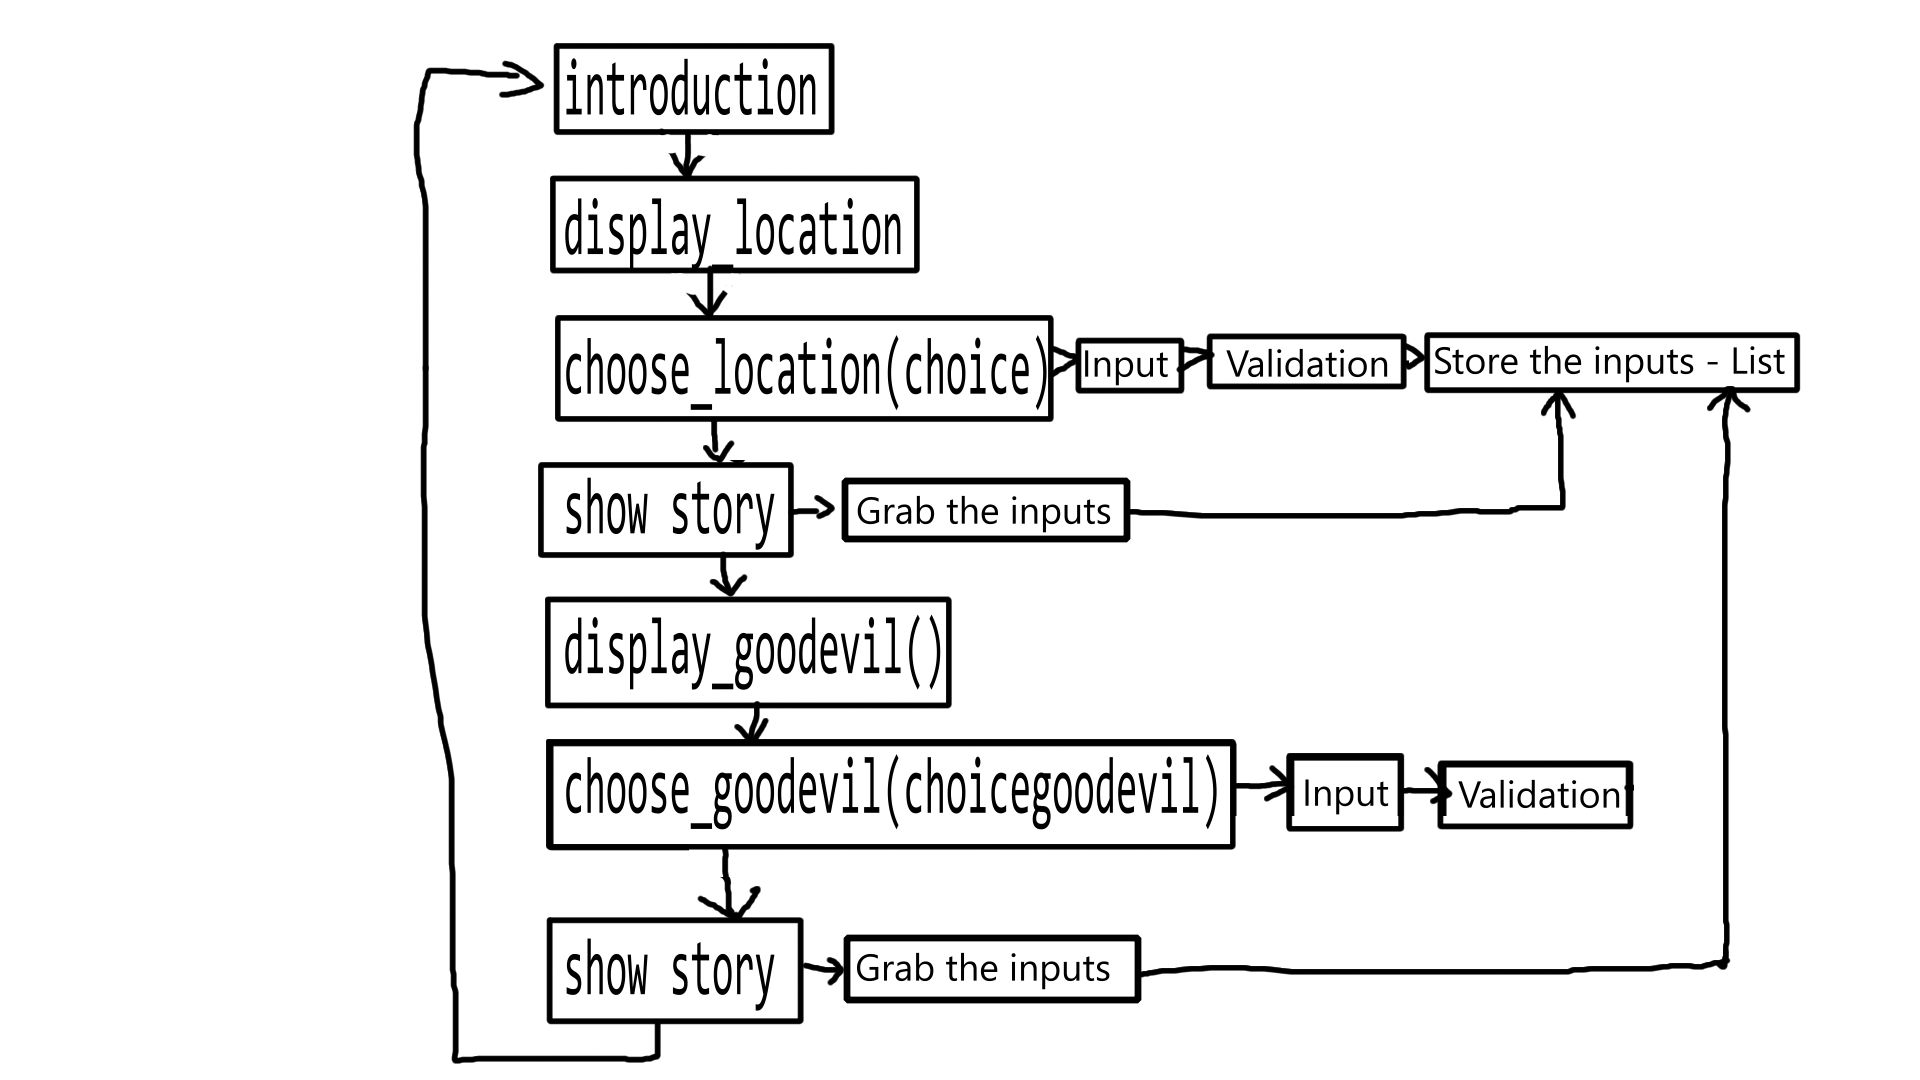 introduction
display_location
choose_location(choice)
Input
Validation
Store the inputs - List
show story
Grab the inputs
display_goodevil()
choose_goodevil(choicegoodevil)
Input
Validation
show story
Grab the inputs